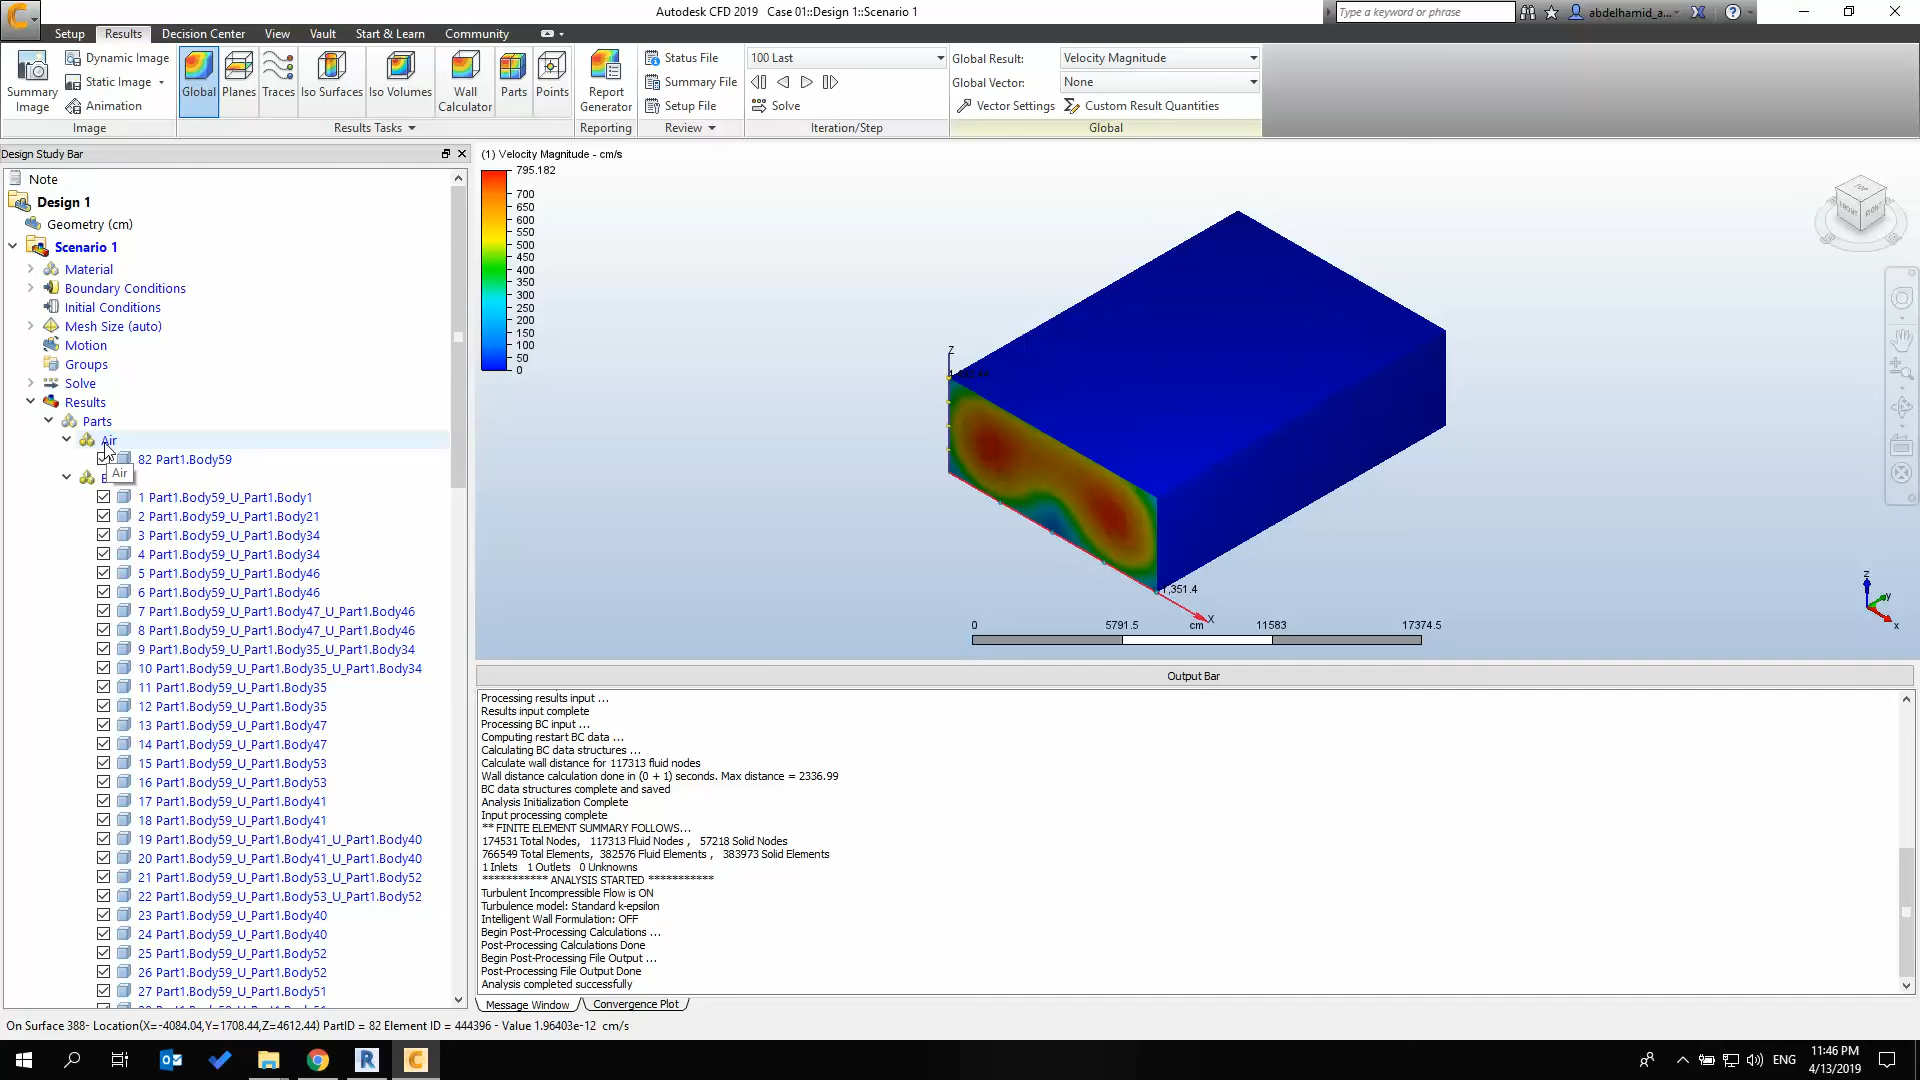 Autodesk CFD 2019   Case 01::Design 1::Scenario 1
Type a keyword or phrase
abdelhamid_a...
Setup
Results
Decision Center
View
Vault
Start & Learn
Community
Summary Image
Dynamic Image
Static Image
Animation
Image
Global
Planes
Traces
Iso Surfaces
Iso Volumes
Wall Calculator
Parts
Points
Results Tasks
Report Generator
Reporting
Status File
Summary File
Setup File
Review
100 Last
Solve
Iteration/Step
Global Result:
Velocity Magnitude
Global Vector:
None
Vector Settings
Custom Result Quantities
Global
Design Study Bar
Note
Design 1
Geometry (cm)
Scenario 1
Material
Boundary Conditions
Initial Conditions
Mesh Size (auto)
Motion
Groups
Solve
Results
Parts
Air
82 Part1.Body59
Air
1 Part1.Body59_U_Part1.Body1
2 Part1.Body59_U_Part1.Body21
3 Part1.Body59_U_Part1.Body34
4 Part1.Body59_U_Part1.Body34
5 Part1.Body59_U_Part1.Body46
6 Part1.Body59_U_Part1.Body46
7 Part1.Body59_U_Part1.Body47_U_Part1.Body46
8 Part1.Body59_U_Part1.Body47_U_Part1.Body46
9 Part1.Body59_U_Part1.Body35_U_Part1.Body34
10 Part1.Body59_U_Part1.Body35_U_Part1.Body34
11 Part1.Body59_U_Part1.Body35
12 Part1.Body59_U_Part1.Body35
13 Part1.Body59_U_Part1.Body47
14 Part1.Body59_U_Part1.Body47
15 Part1.Body59_U_Part1.Body53
16 Part1.Body59_U_Part1.Body53
17 Part1.Body59_U_Part1.Body41
18 Part1.Body59_U_Part1.Body41
19 Part1.Body59_U_Part1.Body41_U_Part1.Body40
20 Part1.Body59_U_Part1.Body41_U_Part1.Body40
21 Part1.Body59_U_Part1.Body53_U_Part1.Body52
22 Part1.Body59_U_Part1.Body53_U_Part1.Body52
23 Part1.Body59_U_Part1.Body40
24 Part1.Body59_U_Part1.Body40
25 Part1.Body59_U_Part1.Body52
26 Part1.Body59_U_Part1.Body52
27 Part1.Body59_U_Part1.Body51
(1) Velocity Magnitude - cm/s
795.182
700
650
600
550
500
450
400
350
300
250
200
150
100
50
0
TOP
FRONT
RIGHT
Z
1,351.4
X
0
5791.5
cm
11583
17374.5
Z
Y
X
Output Bar
Processing results input ...
Results input complete
Processing BC input ...
Computing restart BC data ...
Calculating BC data structures ...
Calculate wall distance for 117313 fluid nodes
Wall distance calculation done in (0 + 1) seconds. Max distance = 2336.99
BC data structures complete and saved
Analysis Initialization Complete
Input processing complete
** FINITE ELEMENT SUMMARY FOLLOWS...
174531 Total Nodes,   117313 Fluid Nodes ,   57218 Solid Nodes
766549 Total Elements,  382576 Fluid Elements ,   383973 Solid Elements
1 Inlets   1 Outlets   0 Unknowns
*********** ANALYSIS STARTED ***********
Turbulent Incompressible Flow is ON
Turbulence model: Standard k-epsilon
Intelligent Wall Formulation: OFF
Begin Post-Processing Calculations ...
Post-Processing Calculations Done
Begin Post-Processing File Output ...
Post-Processing File Output Done
Analysis completed successfully
Message Window
Convergence Plot
On Surface 388- Location(X=-4084.04,Y=1708.44,Z=4612.44) PartID = 82 Element ID = 444396 - Value 1.96403e-12  cm/s
ENG
11:46 PM
4/13/2019